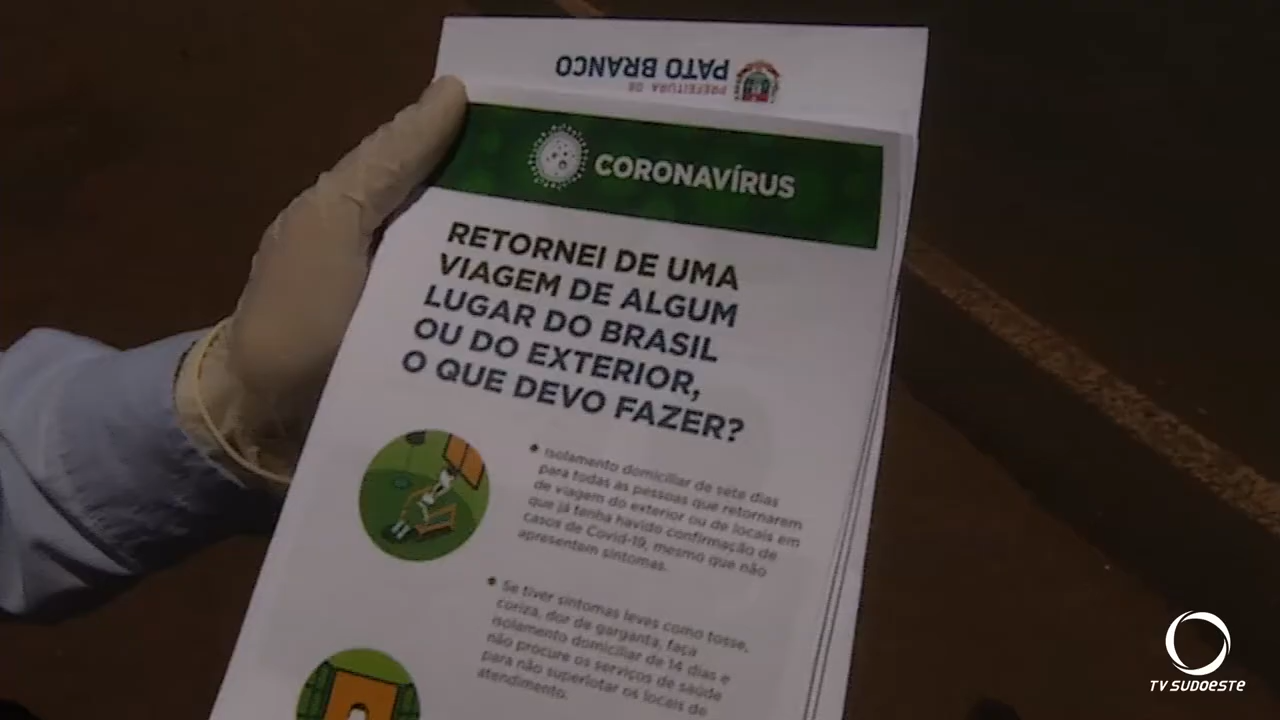 PREFEITURA DE
PATO BRANCO
CORONAVÍRUS
RETORNEI DE UMA
VIAGEM DE ALGUM
LUGAR DO BRASIL
OU DO EXTERIOR,
O QUE DEVO FAZER?
Isolamento domiciliar de sete dias
para todas as pessoas que retornarem
de viagem do exterior ou de locais em
que já tenha havido confirmação de
casos de Covid-19, mesmo que não
apresentem sintomas.
Se tiver sintomas leves como tosse,
coriza, dor de garganta, faça
isolamento domiciliar de 14 dias e
não procure os serviços de saúde
para não superlotar os locais de
atendimento.
TV SUDOESTE